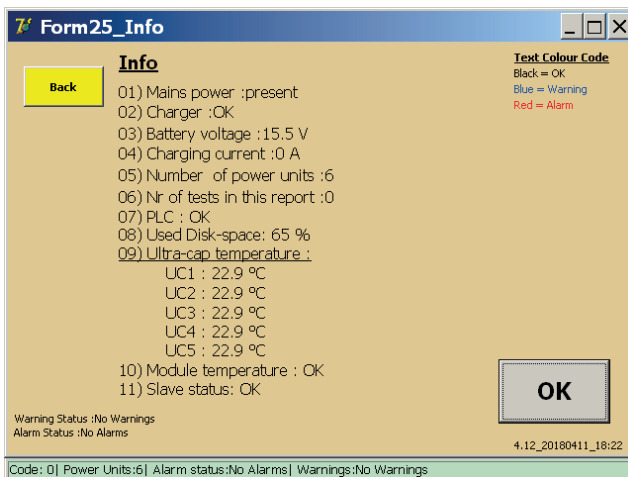 Form25_Info
Back
Info
01) Mains power :present
02) Charger :OK
03) Battery voltage :15.5 V
04) Charging current :0 A
05) Number of power units :6
06) Nr of tests in this report :0
07) PLC : OK
08) Used Disk-space: 65 %
09) Ultra-cap temperature :
UC1 : 22.9 ºC
UC2 : 22.9 ºC
UC3 : 22.9 ºC
UC4 : 22.9 ºC
UC5 : 22.9 ºC
10) Module temperature : OK
11) Slave status: OK
Text Colour Code
Black = OK
Blue = Warning
Red = Alarm
OK
Warning Status :No Warnings
Alarm Status :No Alarms
4.12_20180411_18:22
Code: 0| Power Units:6| Alarm status:No Alarms| Warnings:No Warnings